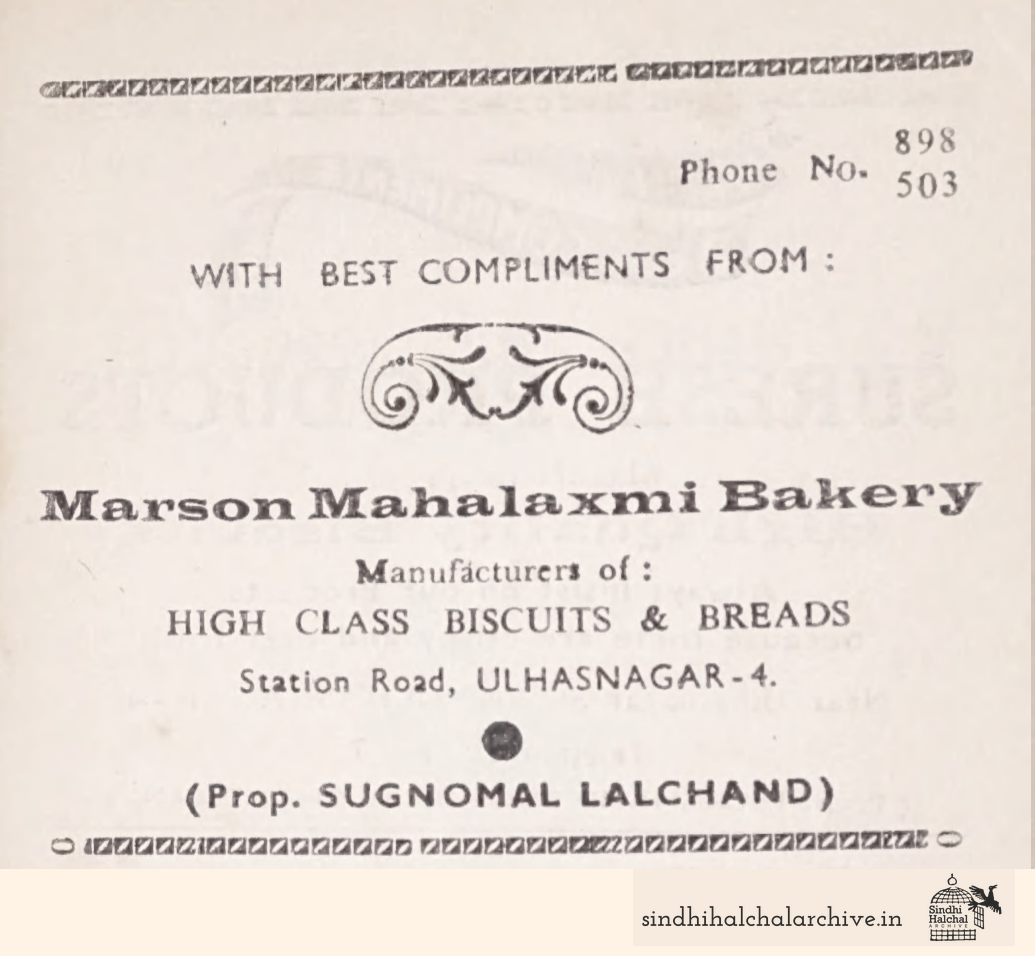 Phone No. 898
503
WITH BEST COMPLIMENTS FROM :
Marson Mahalaxmi Bakery
Manufacturers of :
HIGH CLASS BISCUITS & BREADS
Station Road, ULHASNAGAR-4.
(Prop. SUGNOMAL LALCHAND)
sindhihalchalarchive.in
Sindhi
Halchal
ARCHIVE